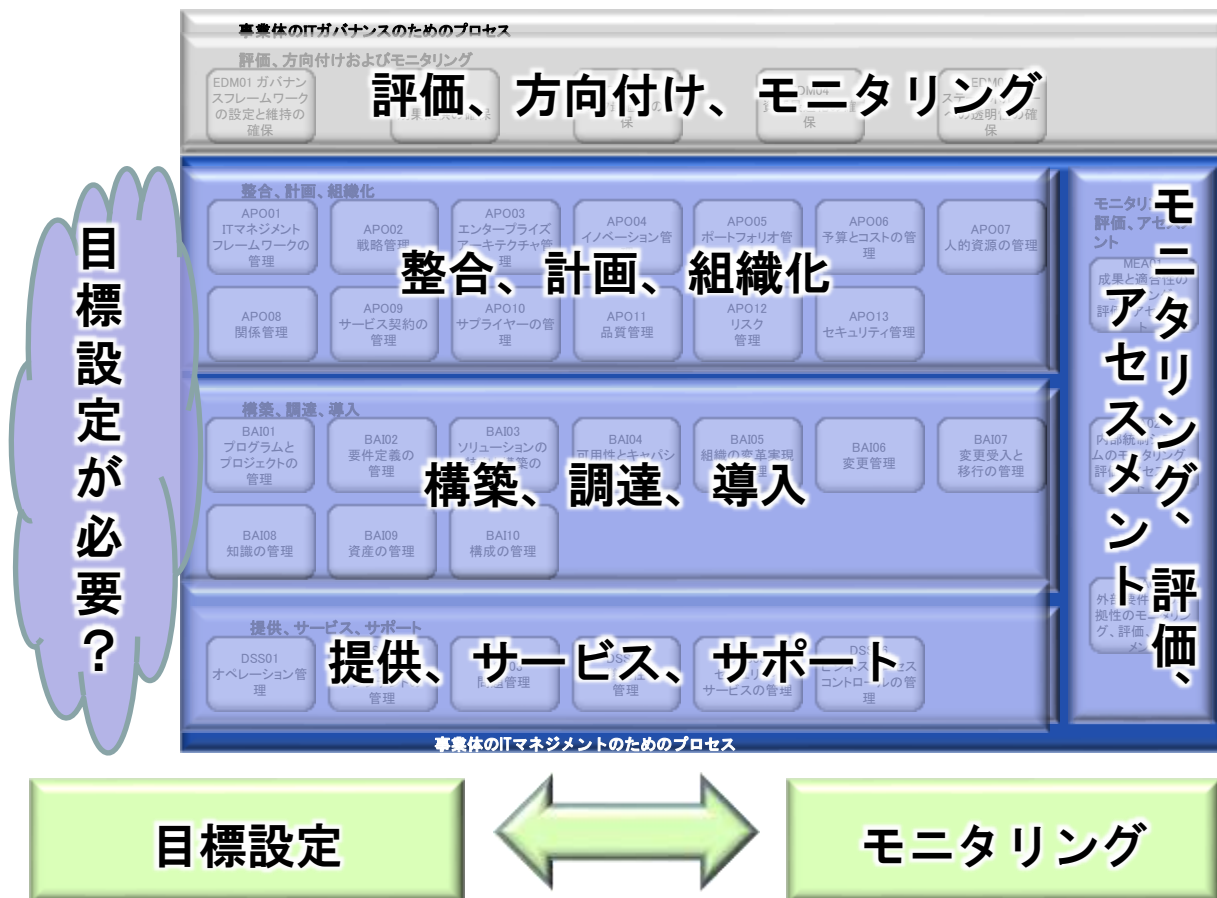 事業体のITガバナンスのためのプロセス
評価、方向付けおよびモニタリング
EDM01 ガバナン
スフレームワーク
の設定と維持の
確保
保
確
保
保
評価、方向付け、モニタリング
目標設定が必要？
整合、計画、組織化
APO01
ITマネジメント
フレームワークの
管理
APO02
戦略管理
APO03
エンタープライズ
アーキテクチャ管
理
APO04
イノベーション管
APO05
ポートフォリオ管
APO06
予算とコストの管
理
APO07
人的資源の管理
整合、計画、組織化
APO08
関係管理
APO09
サービス契約の
管理
APO10
サプライヤーの管
理
APO11
品質管理
APO12
リスク
管理
APO13
セキュリティ管理
構築、調達、導入
BAI01
プログラムと
プロジェクトの
管理
BAI02
要件定義の
管理
BAI03
ソリューションの
BAI04
可用性とキャパシ
BAI05
組織の変革実現
BAI06
変更管理
BAI07
変更受入と
移行の管理
構築、調達、導入
BAI08
知識の管理
BAI09
資産の管理
BAI10
構成の管理
提供、サービス、サポート
DSS01
オペレーション管
理
管理
問題管理
管理
サービスの管理
コントロールの管
理
提供、サービス、サポート
モニタリング、評価、
アセスメント
MEA01
成果と適合性の
事業体のITマネジメントのためのプロセス
目標設定
モニタリング